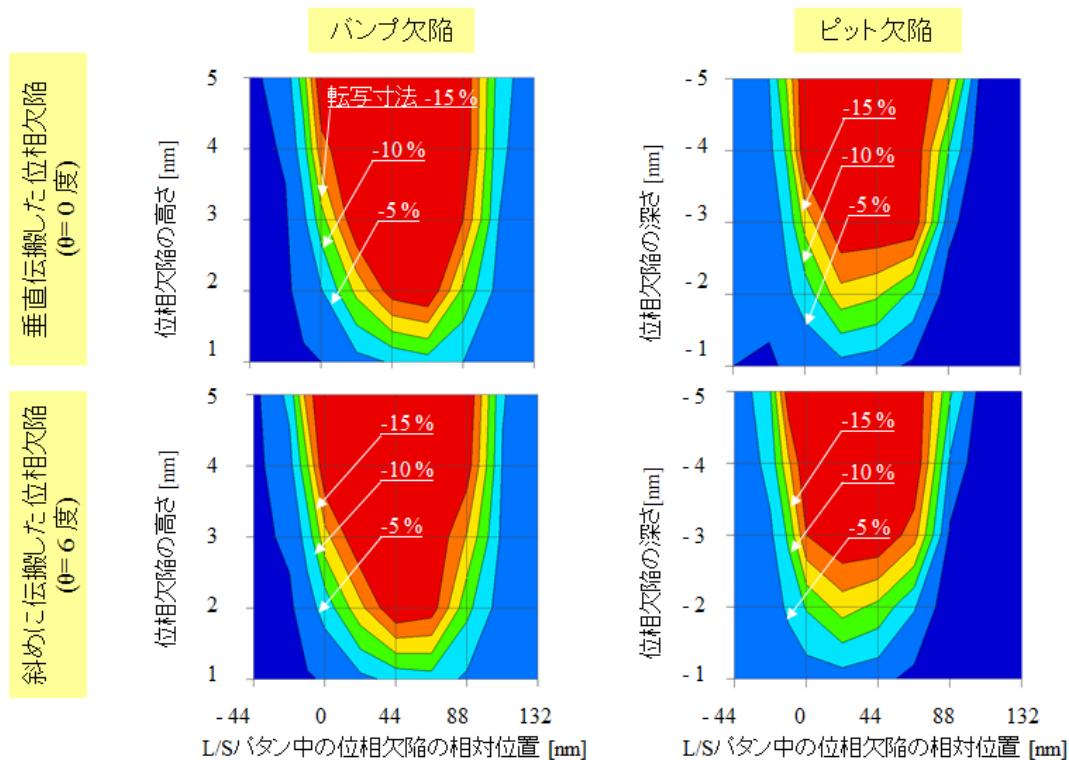 バンプ欠陥
ピット欠陥
垂直伝搬した位相欠陥
(θ= 0 度)
位相欠陥の高さ [nm]
5
4
3
2
1
転写寸法 -15%
-10%
-5%
位相欠陥の深さ [nm]
- 5
- 4
- 3
- 2
- 1
-15%
-10%
-5%
斜めに伝搬した位相欠陥
(θ= 6 度)
位相欠陥の高さ [nm]
5
4
3
2
1
-15%
-10%
-5%
- 44 0 44 88 132
L/Sパタン中の位相欠陥の相対位置 [nm]
位相欠陥の深さ[nm]
- 5
- 4
- 3
- 2
- 1
-15%
-10%
-5%
- 44 0 44 88 132
L/Sパタン中の位相欠陥の相対位置 [nm]